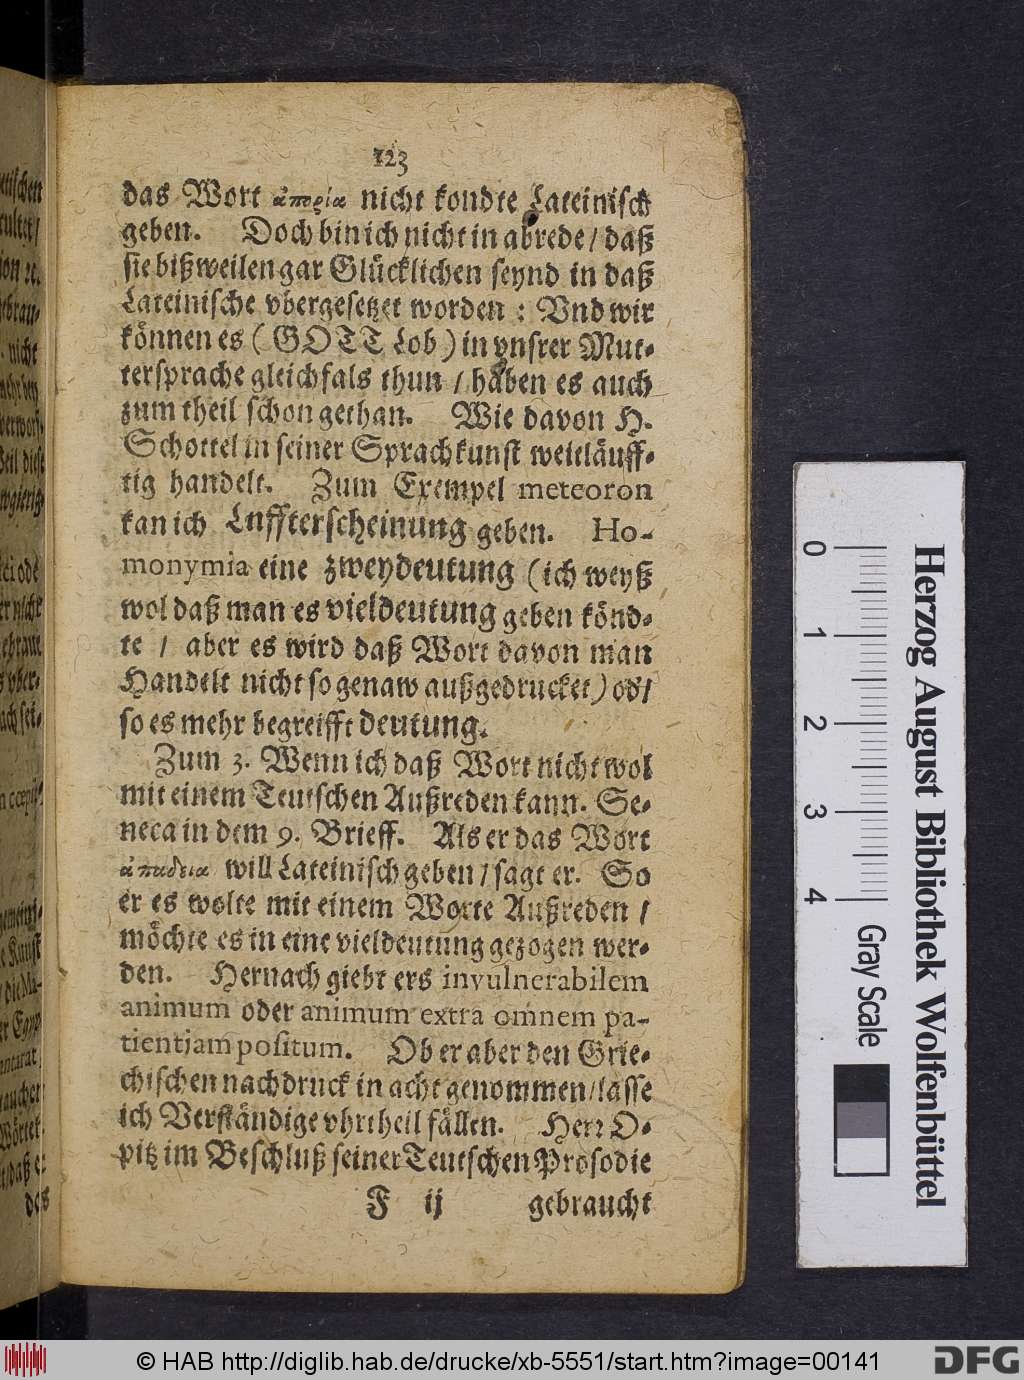 123
das Wort ἀπορία nicht kondte Lateinisch
geben. Doch bin ich nicht in abrede / daß
sie bißweilen gar Glücklichen seynd in daß
Lateinische vbergesetzet worden : Vnd wir
können es ( GOTT Lob ) in vnsrer Mut-
tersprache gleichfals thun / haben es auch
zum theil schon gethan. Wie davon H.
Schottel in seiner Sprachkunst weitläuff-
tig handelt. Zum Exempel meteoron
kan ich Luffterscheinung geben. Ho-
monymia eine zweydeutung (ich weyß
wol daß man es vieldeutung geben könd-
te / aber es wird daß Wort davon man
Handelt nicht so genaw außgedrucket) od/
so es mehr begreifft deutung.
Zum 3. Wenn ich daß Wort nicht wol
mit einem Teutschen Außreden kann. Se-
neca in dem 9. Brieff. Als er das Wort
ἀπαθεια will Lateinisch geben / sagt er. So
er es wolte mit einem Worte Außreden /
möchte es in eine vieldeutung gezogen wer-
den. Hernach giebt ers invulnerabilem
animum oder animum extra omnem pa-
tientiam positum. Ob er aber den Grie-
chischen nachdruck in acht genommen / lasse
ich Verständige vhrtheil fällen. Herr O-
pitz im Beschluß seiner Teutschen Prosodie
F ij gebraucht
0 1 2 3 4
Gray Scale
Herzog August Bibliothek Wolfenbüttel
© HAB http://diglib.hab.de/drucke/xb-5551/start.htm?image=00141
DFG